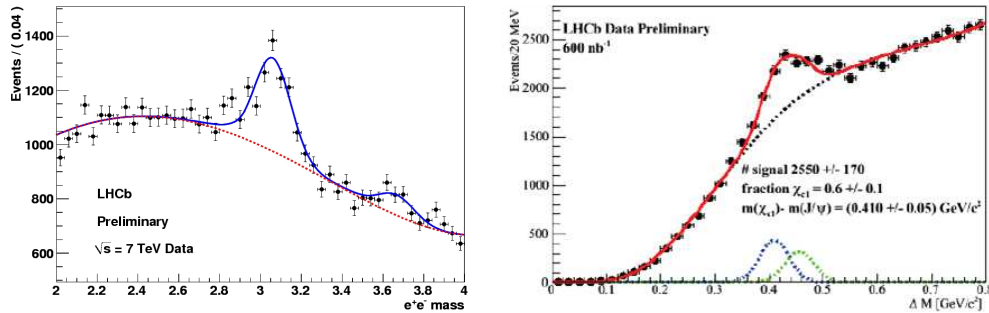 Events / ( 0.04 )
1400
1200
1000
800
600
LHCb
Preliminary
√s = 7 TeV Data
2 2.2 2.4 2.6 2.8 3 3.2 3.4 3.6 3.8 4
e⁺e⁻ mass
Events/20 MeV
2500
2000
1500
1000
500
0
LHCb Data Preliminary
600 nb⁻¹
# signal 2550 +/- 170
fraction χc1 = 0.6 +/- 0.1
m(χc1)- m(J/ψ) = (0.410 +/- 0.05) GeV/c²
0 0.1 0.2 0.3 0.4 0.5 0.6 0.7 0.8
Δ M [GeV/c²]